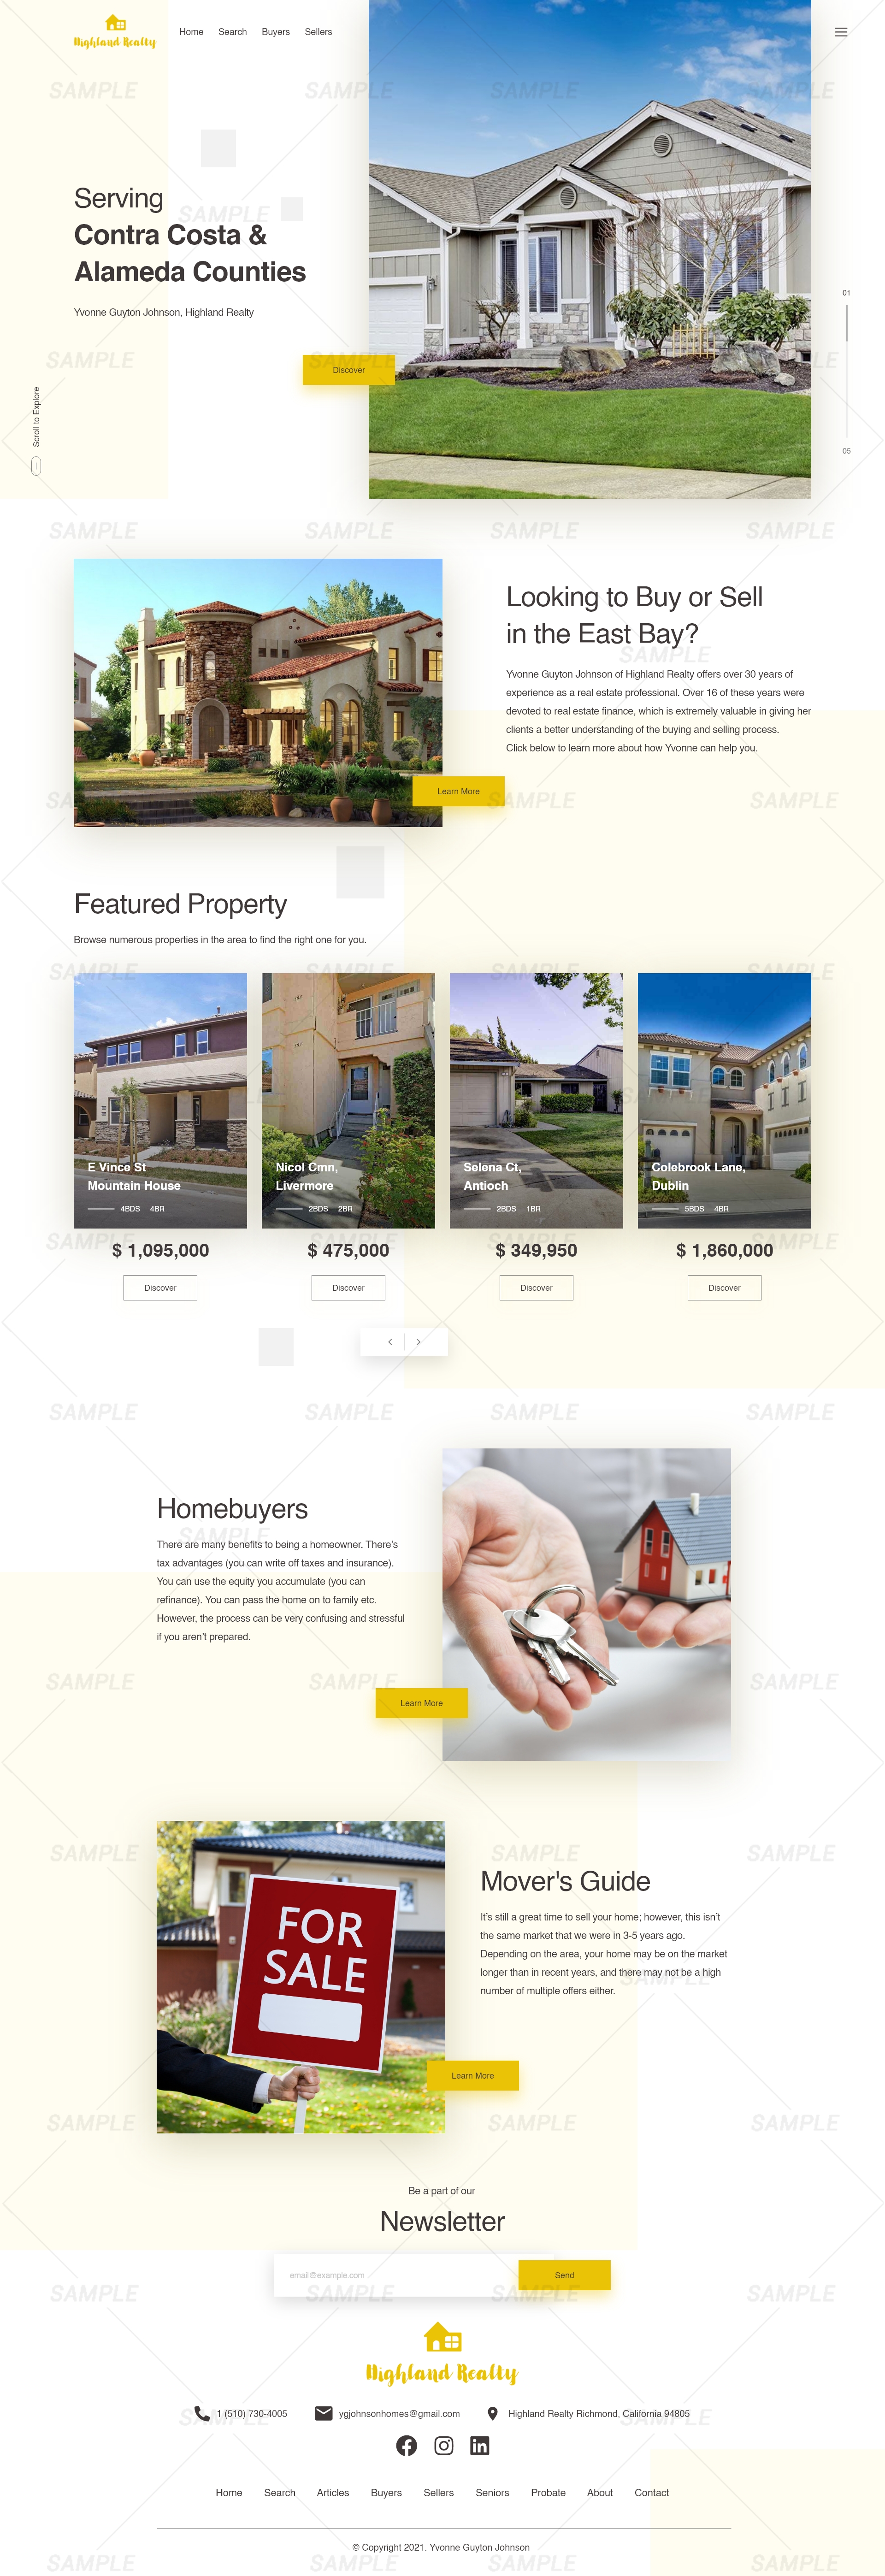 Highland Realty
Home Search Buyers Sellers
Serving
Contra Costa &
Alameda Counties
Yvonne Guyton Johnson, Highland Realty
Discover
Scroll to Explore
01
05
Looking to Buy or Sell
in the East Bay?
Yvonne Guyton Johnson of Highland Realty offers over 30 years of
experience as a real estate professional. Over 16 of these years were
devoted to real estate finance, which is extremely valuable in giving her
clients a better understanding of the buying and selling process.
Click below to learn more about how Yvonne can help you.
Learn More
Featured Property
Browse numerous properties in the area to find the right one for you.
E Vince St
Mountain House
4BDS 4BR
$ 1,095,000
Discover
Nicol Cmn,
Livermore
2BDS 2BR
$ 475,000
Discover
Selena Ct,
Antioch
2BDS 1BR
$ 349,950
Discover
Colebrook Lane,
Dublin
5BDS 4BR
$ 1,860,000
Discover
Homebuyers
There are many benefits to being a homeowner. There's
tax advantages (you can write off taxes and insurance).
You can use the equity you accumulate (you can
refinance). You can pass the home on to family etc.
However, the process can be very confusing and stressful
if you aren't prepared.
Learn More
FOR
SALE
Mover's Guide
It's still a great time to sell your home; however, this isn't
the same market that we were in 3-5 years ago.
Depending on the area, your home may be on the market
longer than in recent years, and there may not be a high
number of multiple offers either.
Learn More
Be a part of our
Newsletter
email@example.com
Send
Highland Realty
1 (510) 730-4005
ygjohnsonhomes@gmail.com
Highland Realty Richmond, California 94805
Home Search Articles Buyers Sellers Seniors Probate About Contact
© Copyright 2021. Yvonne Guyton Johnson
SAMPLE